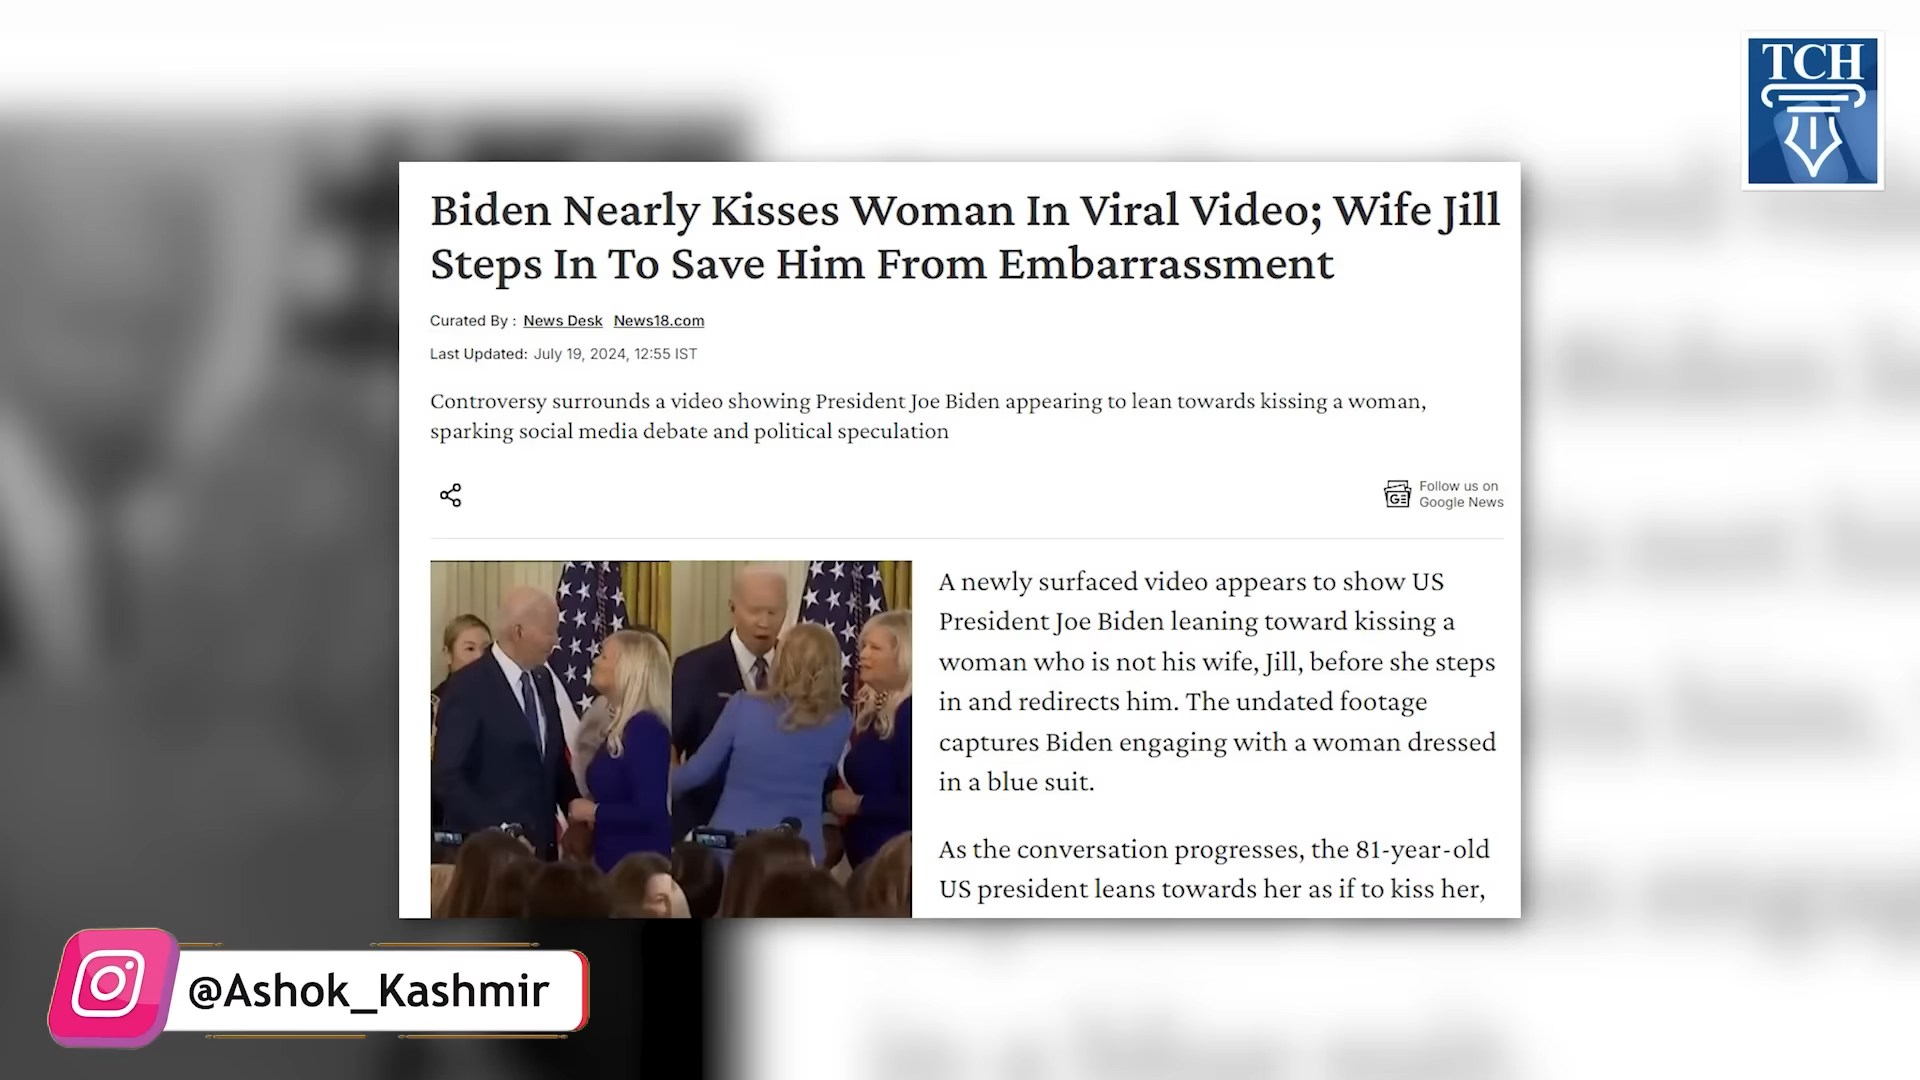 TCH
Biden Nearly Kisses Woman In Viral Video; Wife Jill
Steps In To Save Him From Embarrassment
Curated By : News Desk News18.com
Last Updated: July 19, 2024, 12:55 IST
Controversy surrounds a video showing President Joe Biden appearing to lean towards kissing a woman,
sparking social media debate and political speculation
GE
Follow us on
Google News
A newly surfaced video appears to show US
President Joe Biden leaning toward kissing a
woman who is not his wife, Jill, before she steps
in and redirects him. The undated footage
captures Biden engaging with a woman dressed
in a blue suit.
As the conversation progresses, the 81-year-old
US president leans towards her as if to kiss her,
@Ashok_Kashmir